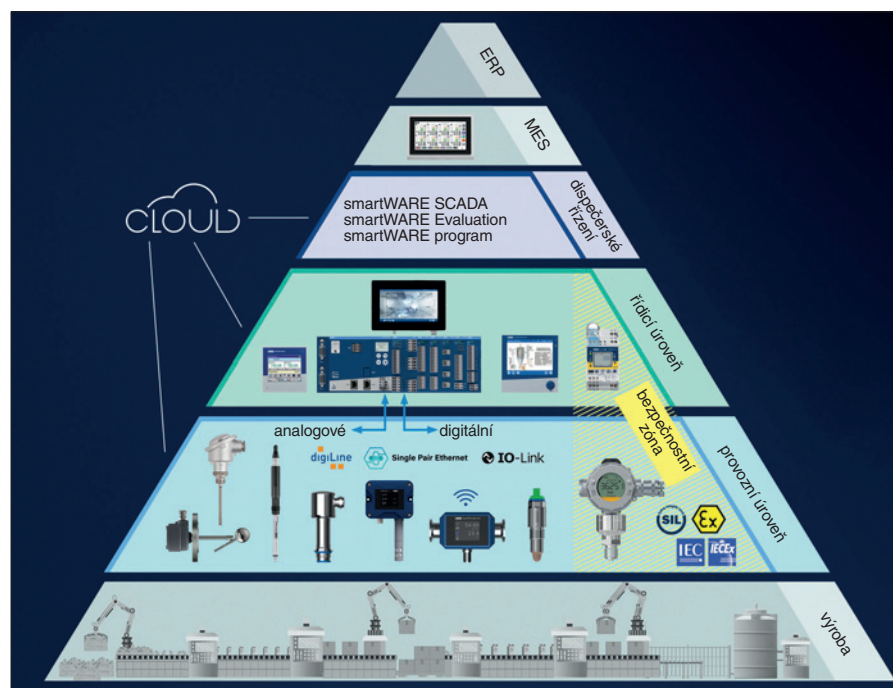 ERP
MES
smartWARE SCADA
smartWARE Evaluation
smartWARE program
dispečerské
řízení
CLOUD
řídicí úroveň
analogové
digitální
bezpečnostní
zóna
provozní úroveň
digiLine
Single Pair Ethernet
IO-Link
SIL
Ex
IEC
IECEx
výroba